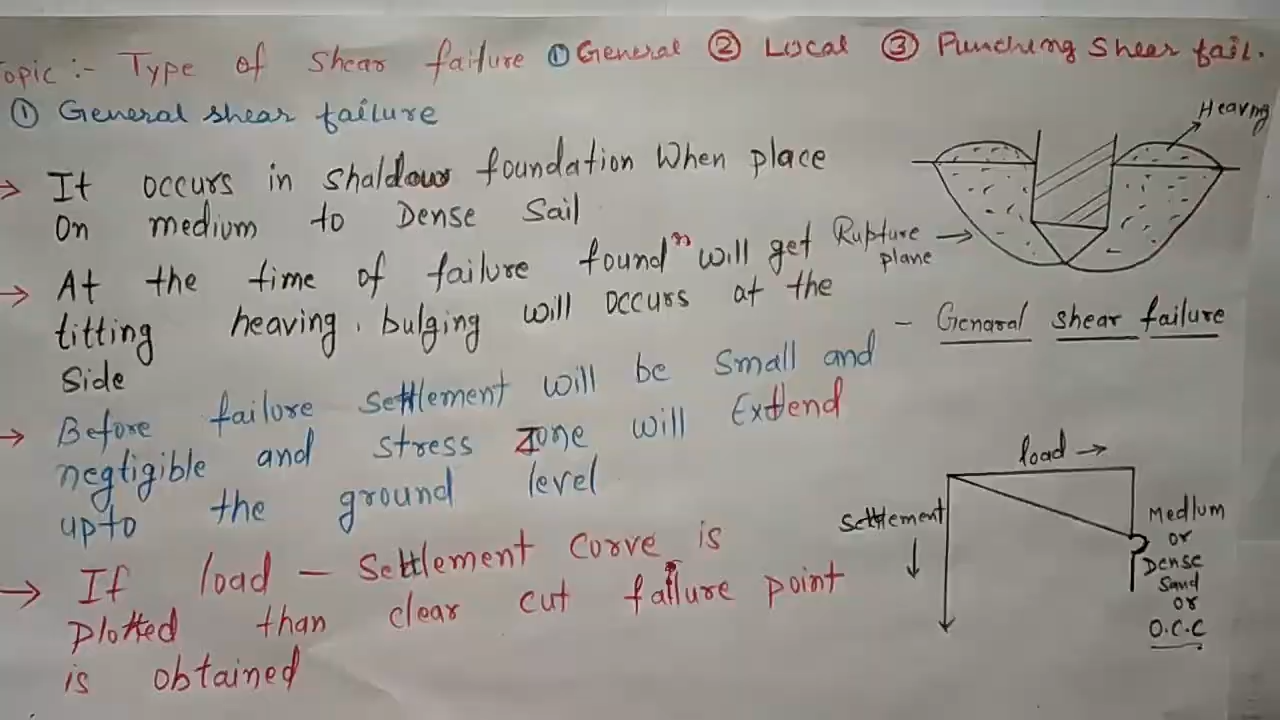 Topic :- Type of Shear failure ① General ② Local ③ Punching Shear fail.
① General shear failure
→ It occurs in shaldow foundation When place
on medium to Dense Sail
→ At the time of failure foundⁿ will get
titting heaving, bulging will occurs at the
Side
→ Before failure settlement will be small and
negtigible and stress zone will Extend
upto the ground level
→ If load - settlement curve is
plotted than clear cut failure point
is obtained
Heaving
Rupture
plane
- Genaral shear failure
load →
settlement
Medium
or
Dense
Sand
or
O.C.C